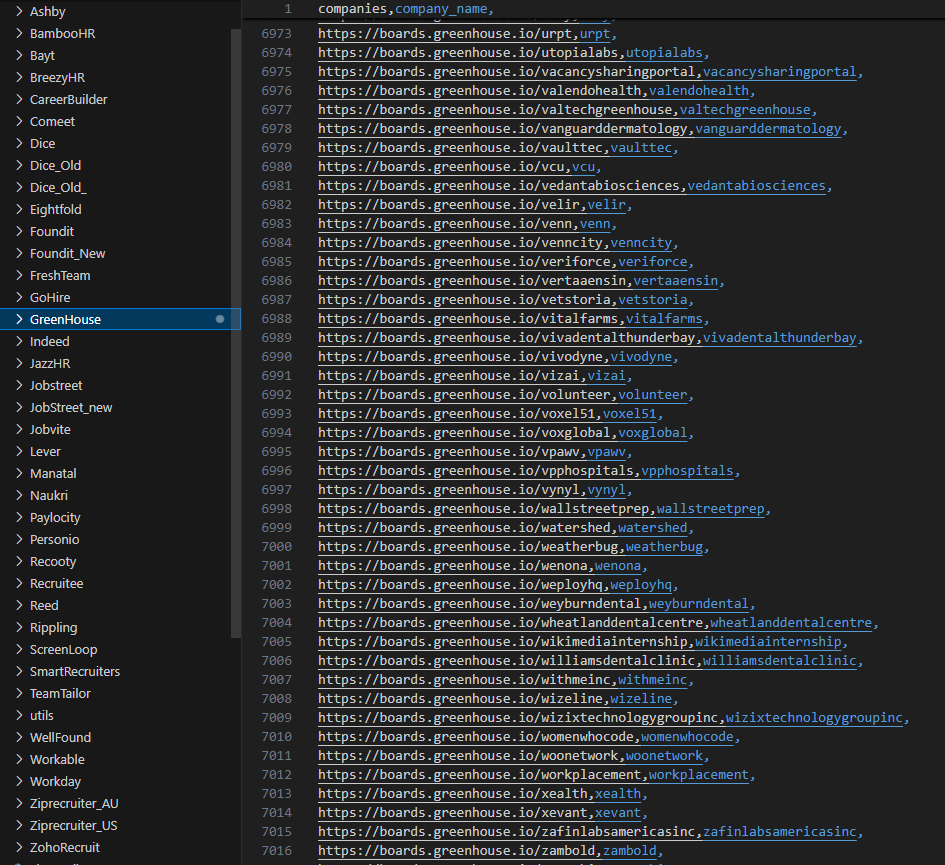 Ashby
BambooHR
Bayt
BreezyHR
CareerBuilder
Comeet
Dice
Dice_Old
Dice_Old_
Eightfold
Foundit
Foundit_New
FreshTeam
GoHire
GreenHouse
Indeed
JazzHR
Jobstreet
JobStreet_new
Jobvite
Lever
Manatal
Naukri
Paylocity
Personio
Recooty
Recruitee
Reed
Rippling
ScreenLoop
SmartRecruiters
TeamTailor
utils
WellFound
Workable
Workday
Ziprecruiter_AU
Ziprecruiter_US
ZohoRecruit
1 companies,company_name,
6973 https://boards.greenhouse.io/urpt,urpt,
6974 https://boards.greenhouse.io/utopialabs,utopialabs,
6975 https://boards.greenhouse.io/vacancysharingportal,vacancysharingportal,
6976 https://boards.greenhouse.io/valendohealth,valendohealth,
6977 https://boards.greenhouse.io/valtechgreenhouse,valtechgreenhouse,
6978 https://boards.greenhouse.io/vanguarddermatology,vanguarddermatology,
6979 https://boards.greenhouse.io/vaulttec,vaulttec,
6980 https://boards.greenhouse.io/vcu,vcu,
6981 https://boards.greenhouse.io/vedantabiosciences,vedantabiosciences,
6982 https://boards.greenhouse.io/velir,velir,
6983 https://boards.greenhouse.io/venn,venn,
6984 https://boards.greenhouse.io/venncity,venncity,
6985 https://boards.greenhouse.io/veriforce,veriforce,
6986 https://boards.greenhouse.io/vertaaensin,vertaaensin,
6987 https://boards.greenhouse.io/vetstoria,vetstoria,
6988 https://boards.greenhouse.io/vitalfarms,vitalfarms,
6989 https://boards.greenhouse.io/vivadentalthunderbay,vivadentalthunderbay,
6990 https://boards.greenhouse.io/vivodyne,vivodyne,
6991 https://boards.greenhouse.io/vizai,vizai,
6992 https://boards.greenhouse.io/volunteer,volunteer,
6993 https://boards.greenhouse.io/voxel51,voxel51,
6994 https://boards.greenhouse.io/voxglobal,voxglobal,
6995 https://boards.greenhouse.io/vpawv,vpawv,
6996 https://boards.greenhouse.io/vpphospitals,vpphospitals,
6997 https://boards.greenhouse.io/vynyl,vynyl,
6998 https://boards.greenhouse.io/wallstreetprep,wallstreetprep,
6999 https://boards.greenhouse.io/watershed,watershed,
7000 https://boards.greenhouse.io/weatherbug,weatherbug,
7001 https://boards.greenhouse.io/wenona,wenona,
7002 https://boards.greenhouse.io/weployhq,weployhq,
7003 https://boards.greenhouse.io/weyburndental,weyburndental,
7004 https://boards.greenhouse.io/wheatlanddentalcentre,wheatlanddentalcentre,
7005 https://boards.greenhouse.io/wikimediainternship,wikimediainternship,
7006 https://boards.greenhouse.io/williamsdentalclinic,williamsdentalclinic,
7007 https://boards.greenhouse.io/withmeinc,withmeinc,
7008 https://boards.greenhouse.io/wizeline,wizeline,
7009 https://boards.greenhouse.io/wizixtechnologygroupinc,wizixtechnologygroupinc,
7010 https://boards.greenhouse.io/womenwhocode,womenwhocode,
7011 https://boards.greenhouse.io/woonetwork,woonetwork,
7012 https://boards.greenhouse.io/workplacement,workplacement,
7013 https://boards.greenhouse.io/xealth,xealth,
7014 https://boards.greenhouse.io/xevant,xevant,
7015 https://boards.greenhouse.io/zafinlabsamericasinc,zafinlabsamericasinc,
7016 https://boards.greenhouse.io/zambold,zambold,